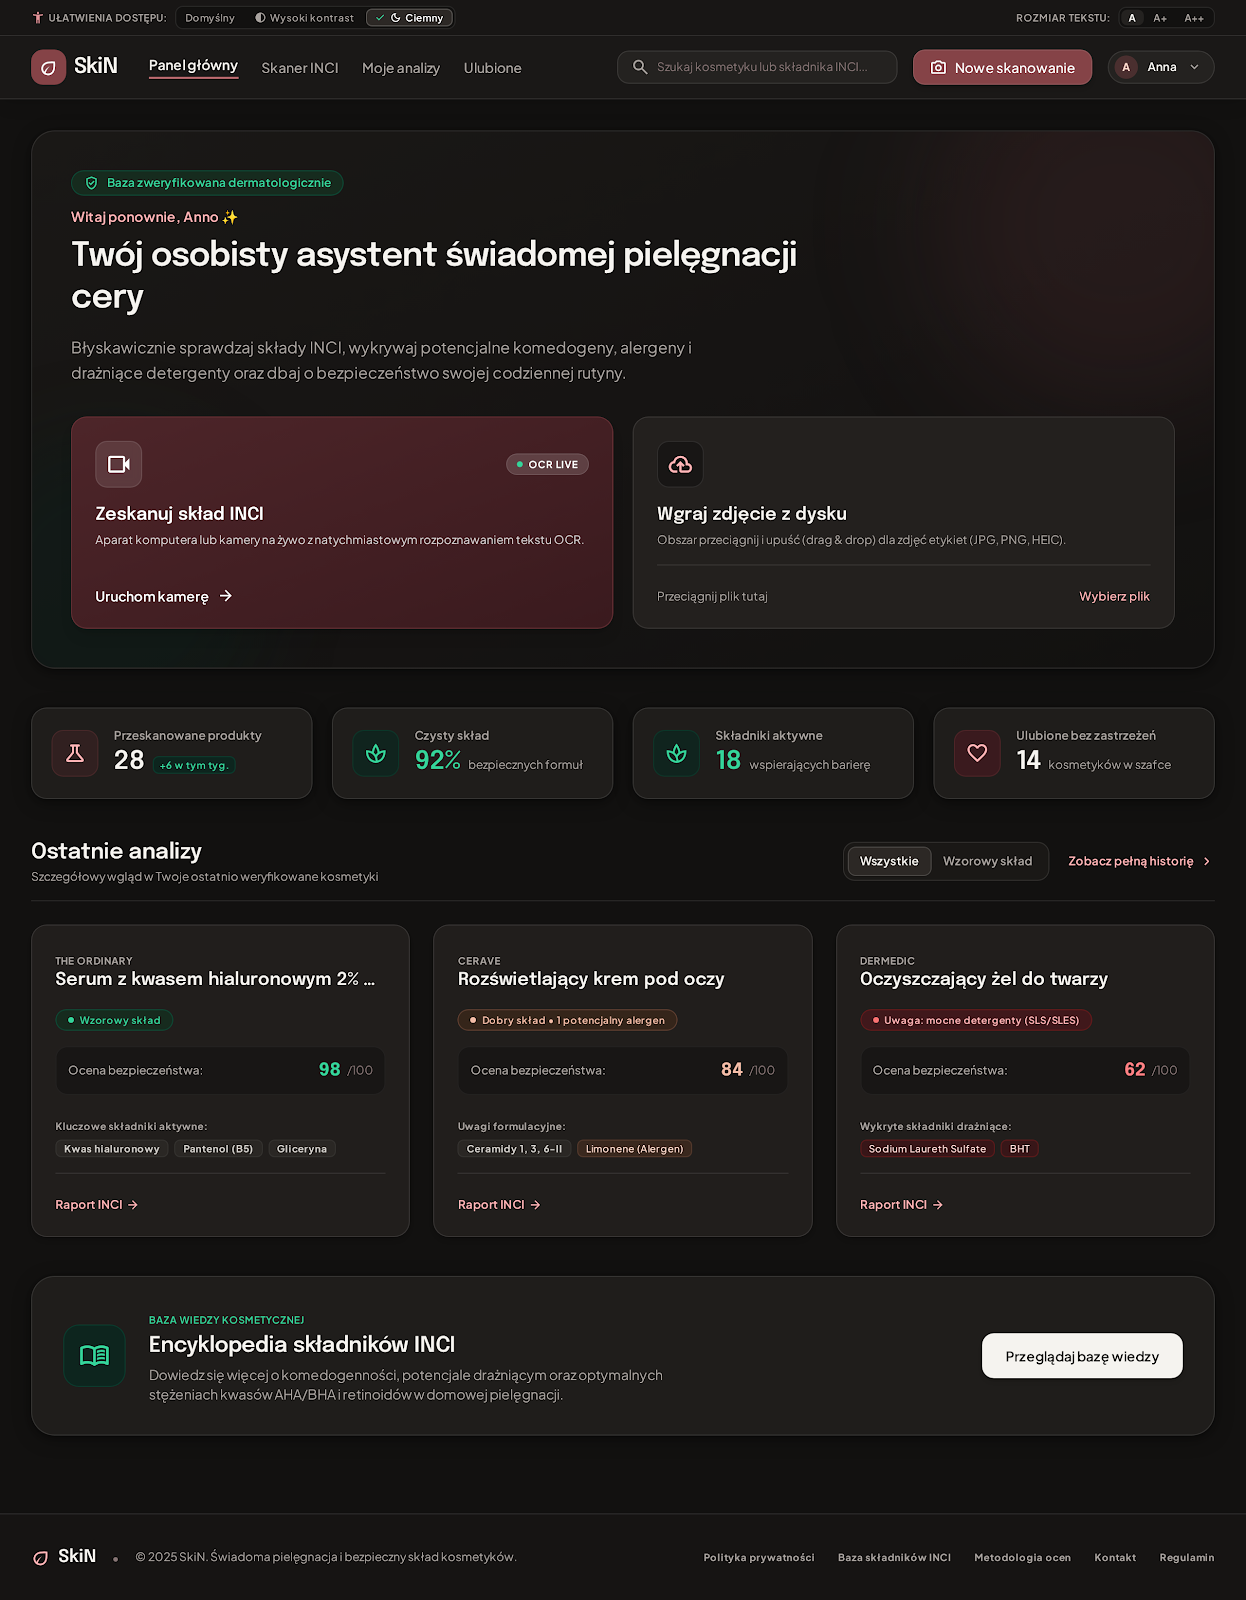 UŁATWIENIA DOSTĘPU:
Domyślny
Wysoki kontrast
Ciemny
ROZMIAR TEKSTU:
A
A+
A++
SkiN
Panel główny
Skaner INCI
Moje analizy
Ulubione
Szukaj kosmetyku lub składnika INCI...
Nowe skanowanie
A
Anna
Baza zweryfikowana dermatologicznie
Witaj ponownie, Anno ✨
Twój osobisty asystent świadomej pielęgnacji
cery
Błyskawicznie sprawdzaj składy INCI, wykrywaj potencjalne komedogeny, alergeny i
drażniące detergenty oraz dbaj o bezpieczeństwo swojej codziennej rutyny.
OCR LIVE
Zeskanuj skład INCI
Aparat komputera lub kamery na żywo z natychmiastowym rozpoznawaniem tekstu OCR.
Uruchom kamerę →
Wgraj zdjęcie z dysku
Obszar przeciągnij i upuść (drag & drop) dla zdjęć etykiet (JPG, PNG, HEIC).
Przeciągnij plik tutaj
Wybierz plik
Przeskanowane produkty
28 +6 w tym tyg.
Czysty skład
92% bezpiecznych formuł
Składniki aktywne
18 wspierających barierę
Ulubione bez zastrzeżeń
14 kosmetyków w szafce
Ostatnie analizy
Szczegółowy wgląd w Twoje ostatnio weryfikowane kosmetyki
Wszystkie
Wzorowy skład
Zobacz pełną historię
THE ORDINARY
Serum z kwasem hialuronowym 2% ...
Wzorowy skład
Ocena bezpieczeństwa: 98 /100
Kluczowe składniki aktywne:
Kwas hialuronowy
Pantenol (B5)
Gliceryna
Raport INCI →
CERAVE
Rozświetlający krem pod oczy
Dobry skład • 1 potencjalny alergen
Ocena bezpieczeństwa: 84 /100
Uwagi formulacyjne:
Ceramidy 1, 3, 6-II
Limonene (Alergen)
Raport INCI →
DERMEDIC
Oczyszczający żel do twarzy
Uwaga: mocne detergenty (SLS/SLES)
Ocena bezpieczeństwa: 62 /100
Wykryte składniki drażniące:
Sodium Laureth Sulfate
BHT
Raport INCI →
BAZA WIEDZY KOSMETYCZNEJ
Encyklopedia składników INCI
Dowiedz się więcej o komedogenności, potencjale drażniącym oraz optymalnych
stężeniach kwasów AHA/BHA i retinoidów w domowej pielęgnacji.
Przeglądaj bazę wiedzy
SkiN
•
© 2025 SkiN. Świadoma pielęgnacja i bezpieczny skład kosmetyków.
Polityka prywatności
Baza składników INCI
Metodologia ocen
Kontakt
Regulamin